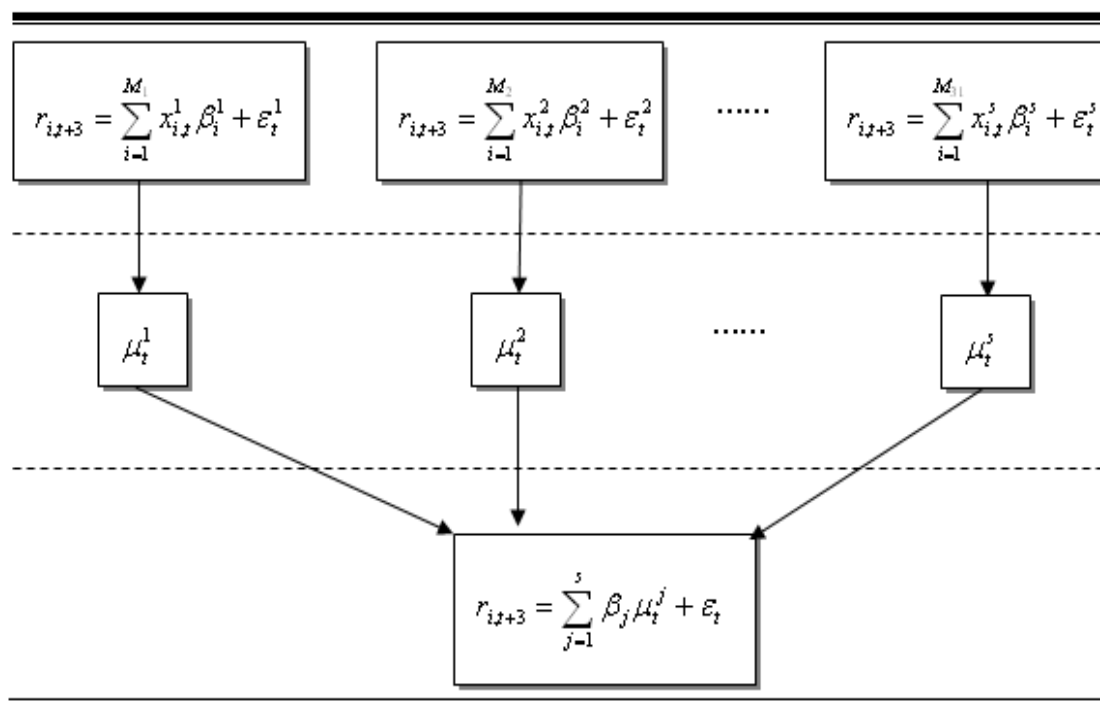 r_{i,t+3} = \sum_{i=1}^{M_1} x_{i,t}^1 \beta_i^1 + \varepsilon_t^1
r_{i,t+3} = \sum_{i=1}^{M_2} x_{i,t}^2 \beta_i^2 + \varepsilon_t^2
......
r_{i,t+3} = \sum_{i=1}^{M_{31}} x_{i,t}^s \beta_i^s + \varepsilon_t^s
\mu_t^1
\mu_t^2
......
\mu_t^s
r_{i,t+3} = \sum_{j=1}^{s} \beta_j \mu_t^j + \varepsilon_t